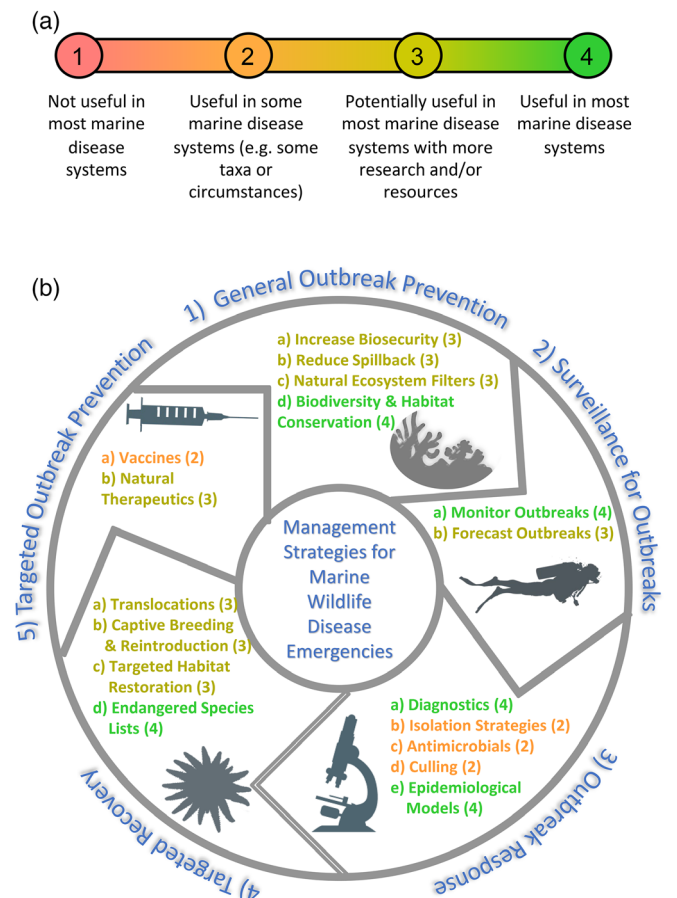 (a)
1
2
3
4
Not useful in
most marine
disease
systems
Useful in some
marine disease
systems (e.g. some
taxa or
circumstances)
Potentially useful in
most marine disease
systems with more
research and/or
resources
Useful in most
marine disease
systems
(b)
1) General Outbreak Prevention
a) Increase Biosecurity (3)
b) Reduce Spillback (3)
c) Natural Ecosystem Filters (3)
d) Biodiversity & Habitat
Conservation (4)
2) Surveillance for Outbreaks
a) Monitor Outbreaks (4)
b) Forecast Outbreaks (3)
3) Outbreak Response
a) Diagnostics (4)
b) Isolation Strategies (2)
c) Antimicrobials (2)
d) Culling (2)
e) Epidemiological
Models (4)
4) Targeted Recovery
a) Translocations (3)
b) Captive Breeding
& Reintroduction (3)
c) Targeted Habitat
Restoration (3)
d) Endangered Species
Lists (4)
5) Targeted Outbreak Prevention
a) Vaccines (2)
b) Natural
Therapeutics (3)
Management
Strategies for
Marine
Wildlife
Disease
Emergencies